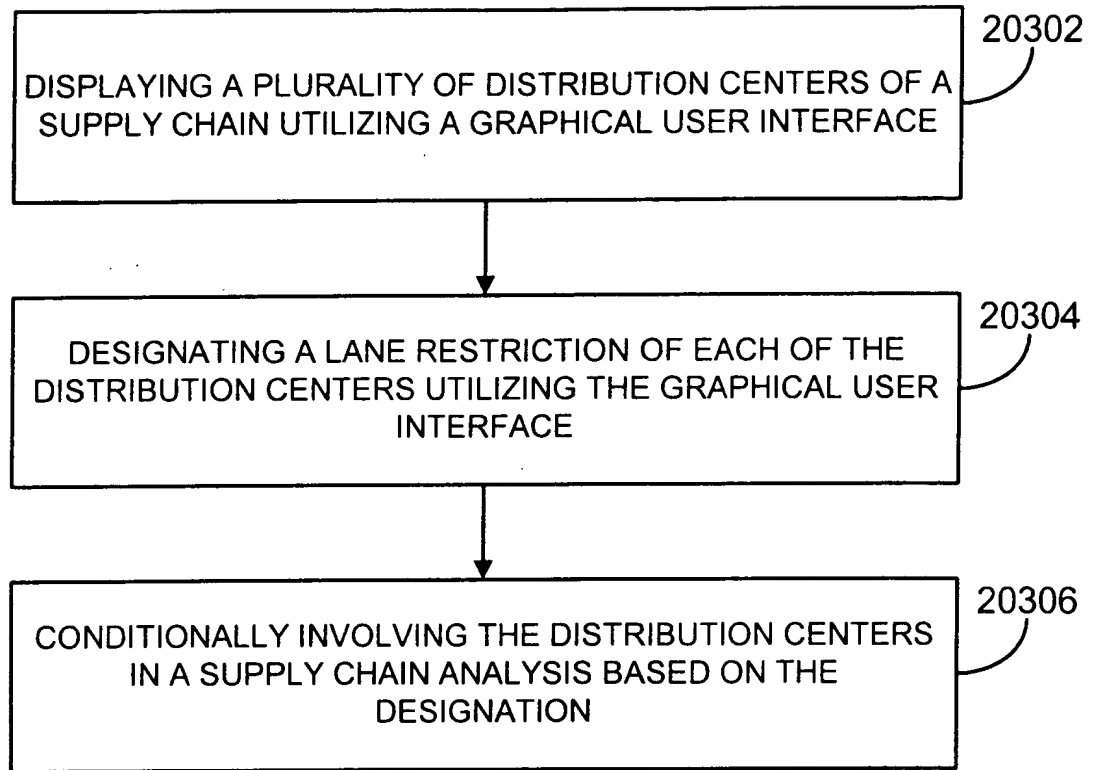 20302
DISPLAYING A PLURALITY OF DISTRIBUTION CENTERS OF A
SUPPLY CHAIN UTILIZING A GRAPHICAL USER INTERFACE
20304
DESIGNATING A LANE RESTRICTION OF EACH OF THE
DISTRIBUTION CENTERS UTILIZING THE GRAPHICAL USER
INTERFACE
20306
CONDITIONALLY INVOLVING THE DISTRIBUTION CENTERS
IN A SUPPLY CHAIN ANALYSIS BASED ON THE
DESIGNATION